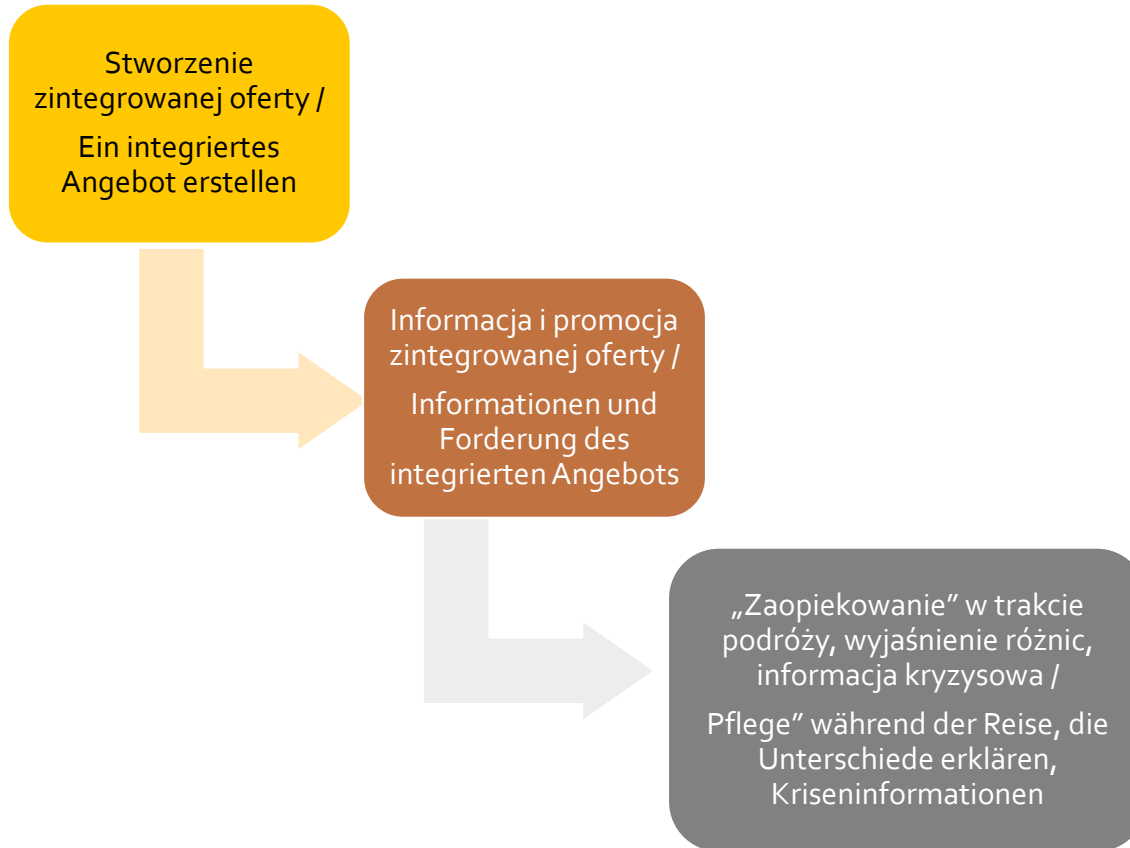 Stworzenie
zintegrowanej oferty /
Ein integriertes
Angebot erstellen
Informacja i promocja
zintegrowanej oferty /
Informationen und
Forderung des
integrierten Angebots
„Zaopiekowanie” w trakcie
podróży, wyjaśnienie różnic,
informacja kryzysowa /
Pflege” während der Reise, die
Unterschiede erklären,
Kriseninformationen